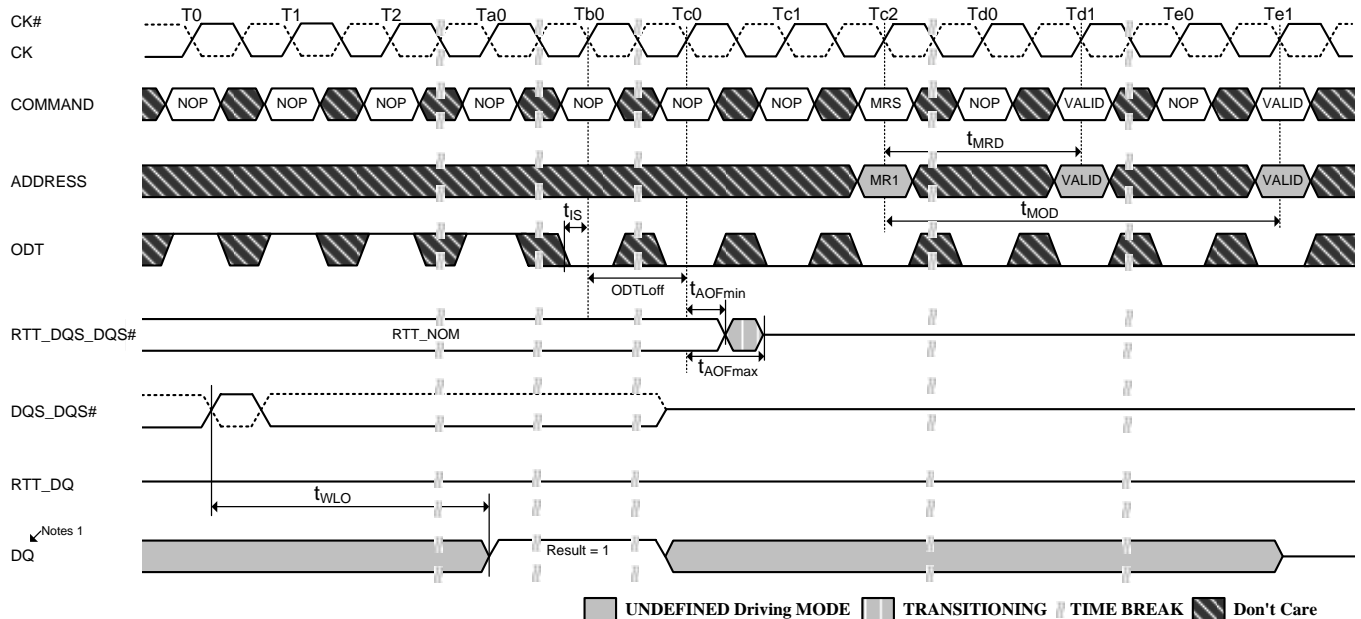 T0 T1 T2 Ta0 Tb0 Tc0 Tc1 Tc2 Td0 Td1 Te0 Te1
CK#
CK
COMMAND NOP NOP NOP NOP NOP NOP NOP MRS NOP VALID NOP VALID
tMRD
ADDRESS MR1 VALID VALID
tIS tMOD
ODT
ODTLoff tAOFmin
RTT_DQS_DQS# RTT_NOM
tAOFmax
DQS_DQS#
RTT_DQ
tWLO
Notes 1
DQ Result = 1
UNDEFINED Driving MODE TRANSITIONING TIME BREAK Don't Care